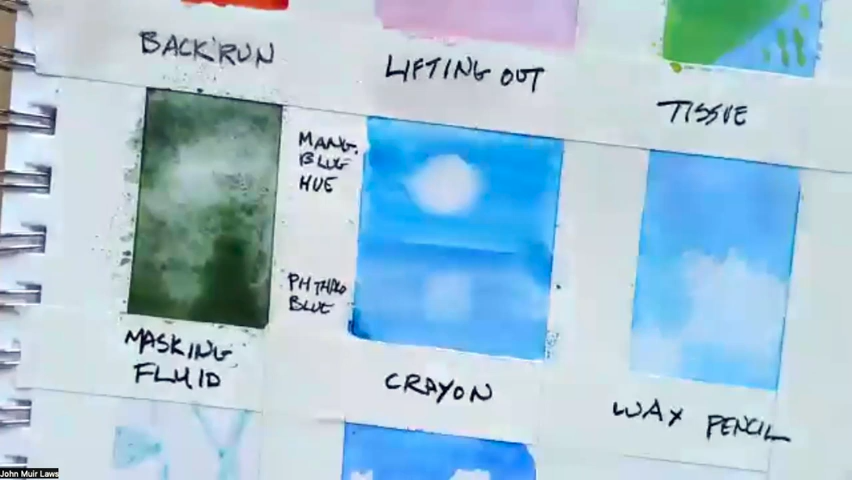 BACK RUN
LIFTING OUT
TISSUE
MANG.
BLUE
HUE
PHTHALO
BLUE
MASKING
FLUID
CRAYON
WAX PENCIL
John Muir Laws